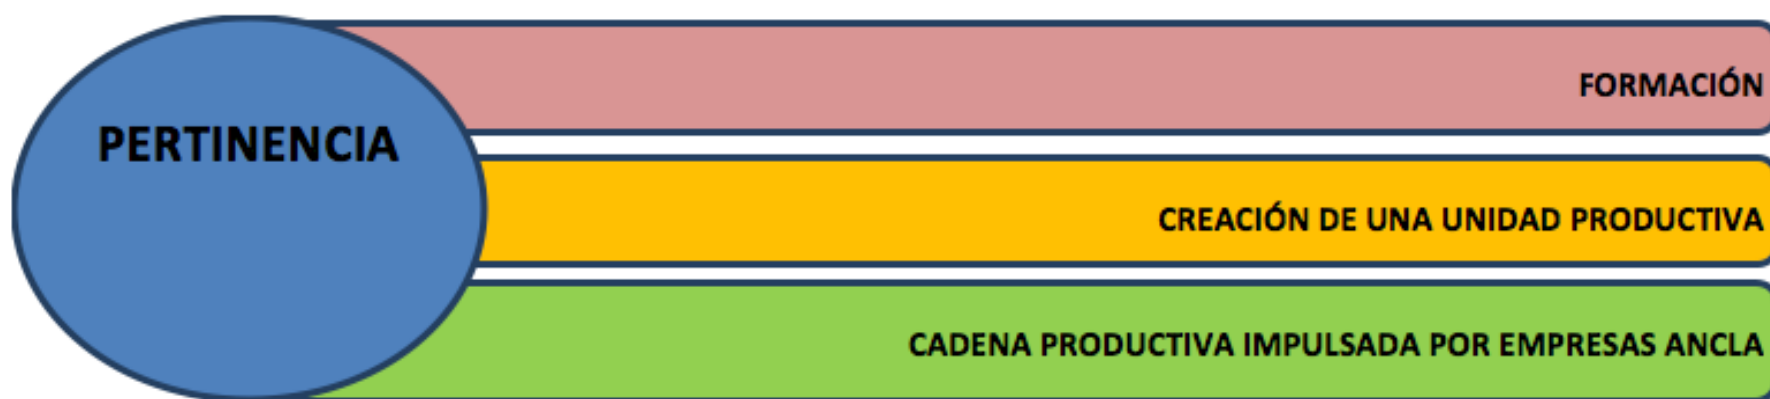 PERTINENCIA
FORMACIÓN
CREACIÓN DE UNA UNIDAD PRODUCTIVA
CADENA PRODUCTIVA IMPULSADA POR EMPRESAS ANCLA